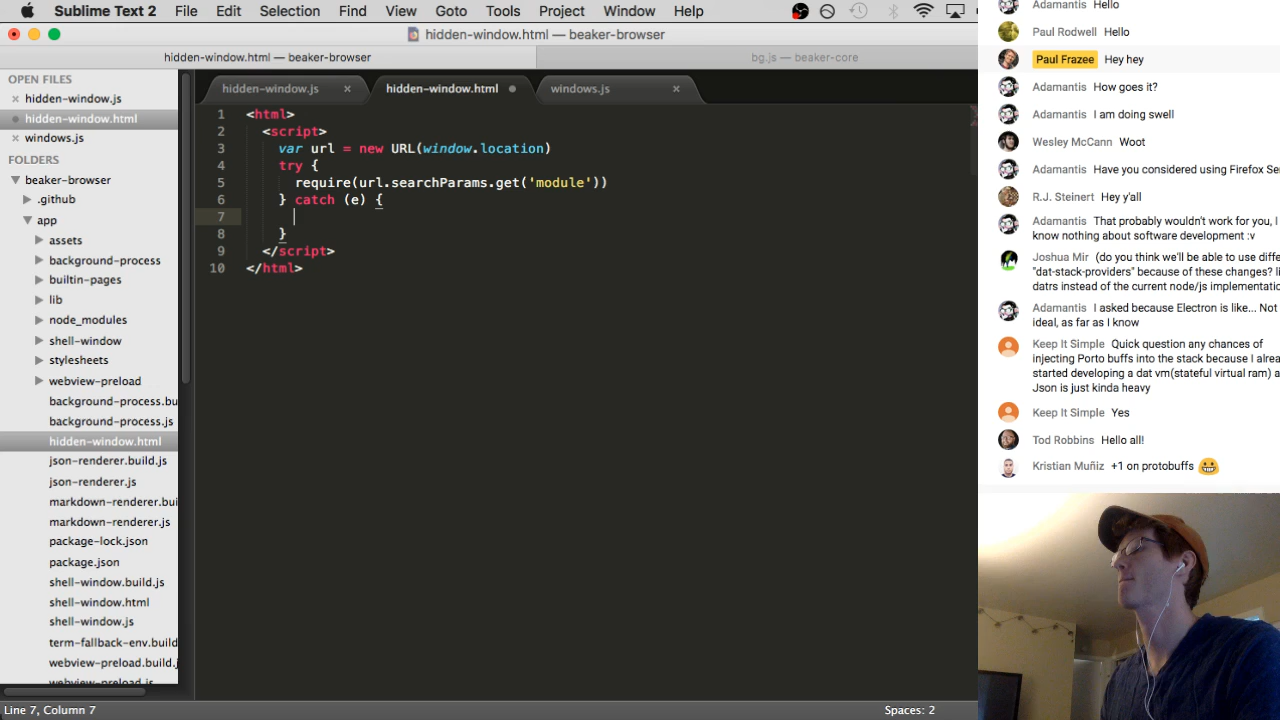 Sublime Text 2 File Edit Selection Find View Goto Tools Project Window Help
hidden-window.html — beaker-browser
hidden-window.html — beaker-browser
bg.js — beaker-core
OPEN FILES
hidden-window.js
hidden-window.html
windows.js
FOLDERS
beaker-browser
.github
app
assets
background-process
builtin-pages
lib
node_modules
shell-window
stylesheets
webview-preload
background-process.bu
background-process.js
hidden-window.html
json-renderer.build.js
json-renderer.js
markdown-renderer.bui
markdown-renderer.js
package-lock.json
package.json
shell-window.build.js
shell-window.html
shell-window.js
term-fallback-env.build
webview-preload.build.j
webview-preload.js
hidden-window.js
hidden-window.html
windows.js
1 <html>
2 <script>
3 var url = new URL(window.location)
4 try {
5 require(url.searchParams.get('module'))
6 } catch (e) {
7
8 }
9 </script>
10 </html>
Line 7, Column 7
Spaces: 2
Adamantis Hello
Paul Rodwell Hello
Paul Frazee Hey hey
Adamantis How goes it?
Adamantis I am doing swell
Wesley McCann Woot
Adamantis Have you considered using Firefox Se
R.J. Steinert Hey y'all
Adamantis That probably wouldn't work for you, I
know nothing about software development :v
Joshua Mir (do you think we'll be able to use diffe
"dat-stack-providers" because of these changes? li
datrs instead of the current node/js implementatio
Adamantis I asked because Electron is like... Not
ideal, as far as I know
Keep It Simple Quick question any chances of
injecting Porto buffs into the stack because I alrea
started developing a dat vm(stateful virtual ram) a
Json is just kinda heavy
Keep It Simple Yes
Tod Robbins Hello all!
Kristian Muñiz +1 on protobuffs 😀